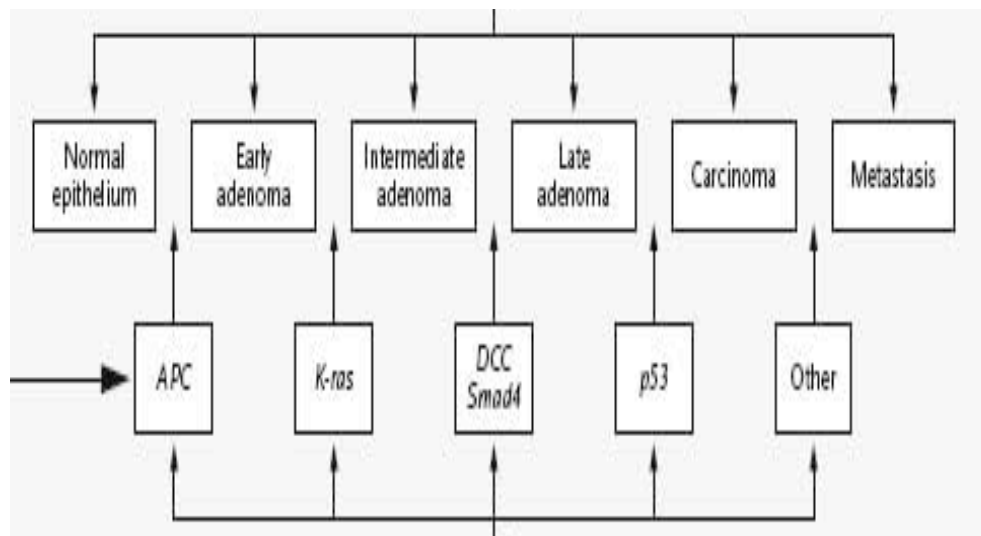 Normal
epithelium
Early
adenoma
Intermediate
adenoma
Late
adenoma
Carcinoma
Metastasis
APC
K-ras
DCC
Smad4
p53
Other